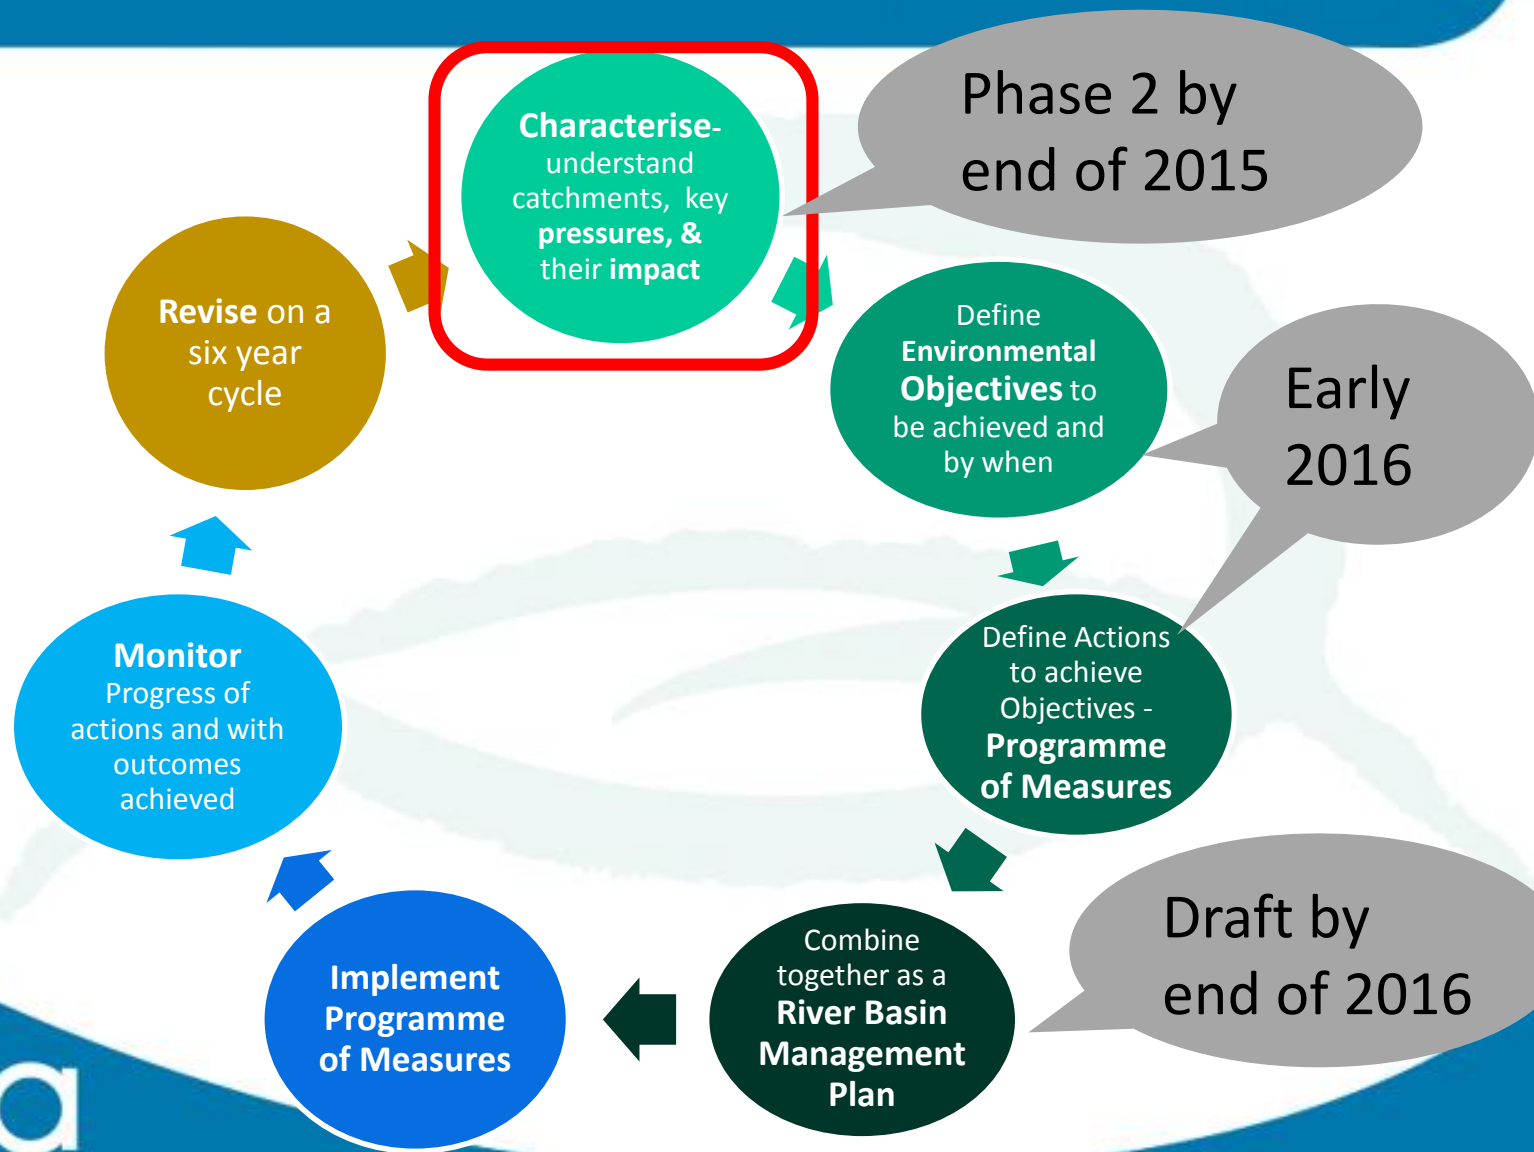 Characterise-
understand
catchments, key
pressures, &
their impact
Phase 2 by
end of 2015
Define
Environmental
Objectives to
be achieved and
by when
Early
2016
Define Actions
to achieve
Objectives -
Programme
of Measures
Combine
together as a
River Basin
Management
Plan
Draft by
end of 2016
Implement
Programme
of Measures
Monitor
Progress of
actions and with
outcomes
achieved
Revise on a
six year
cycle
a